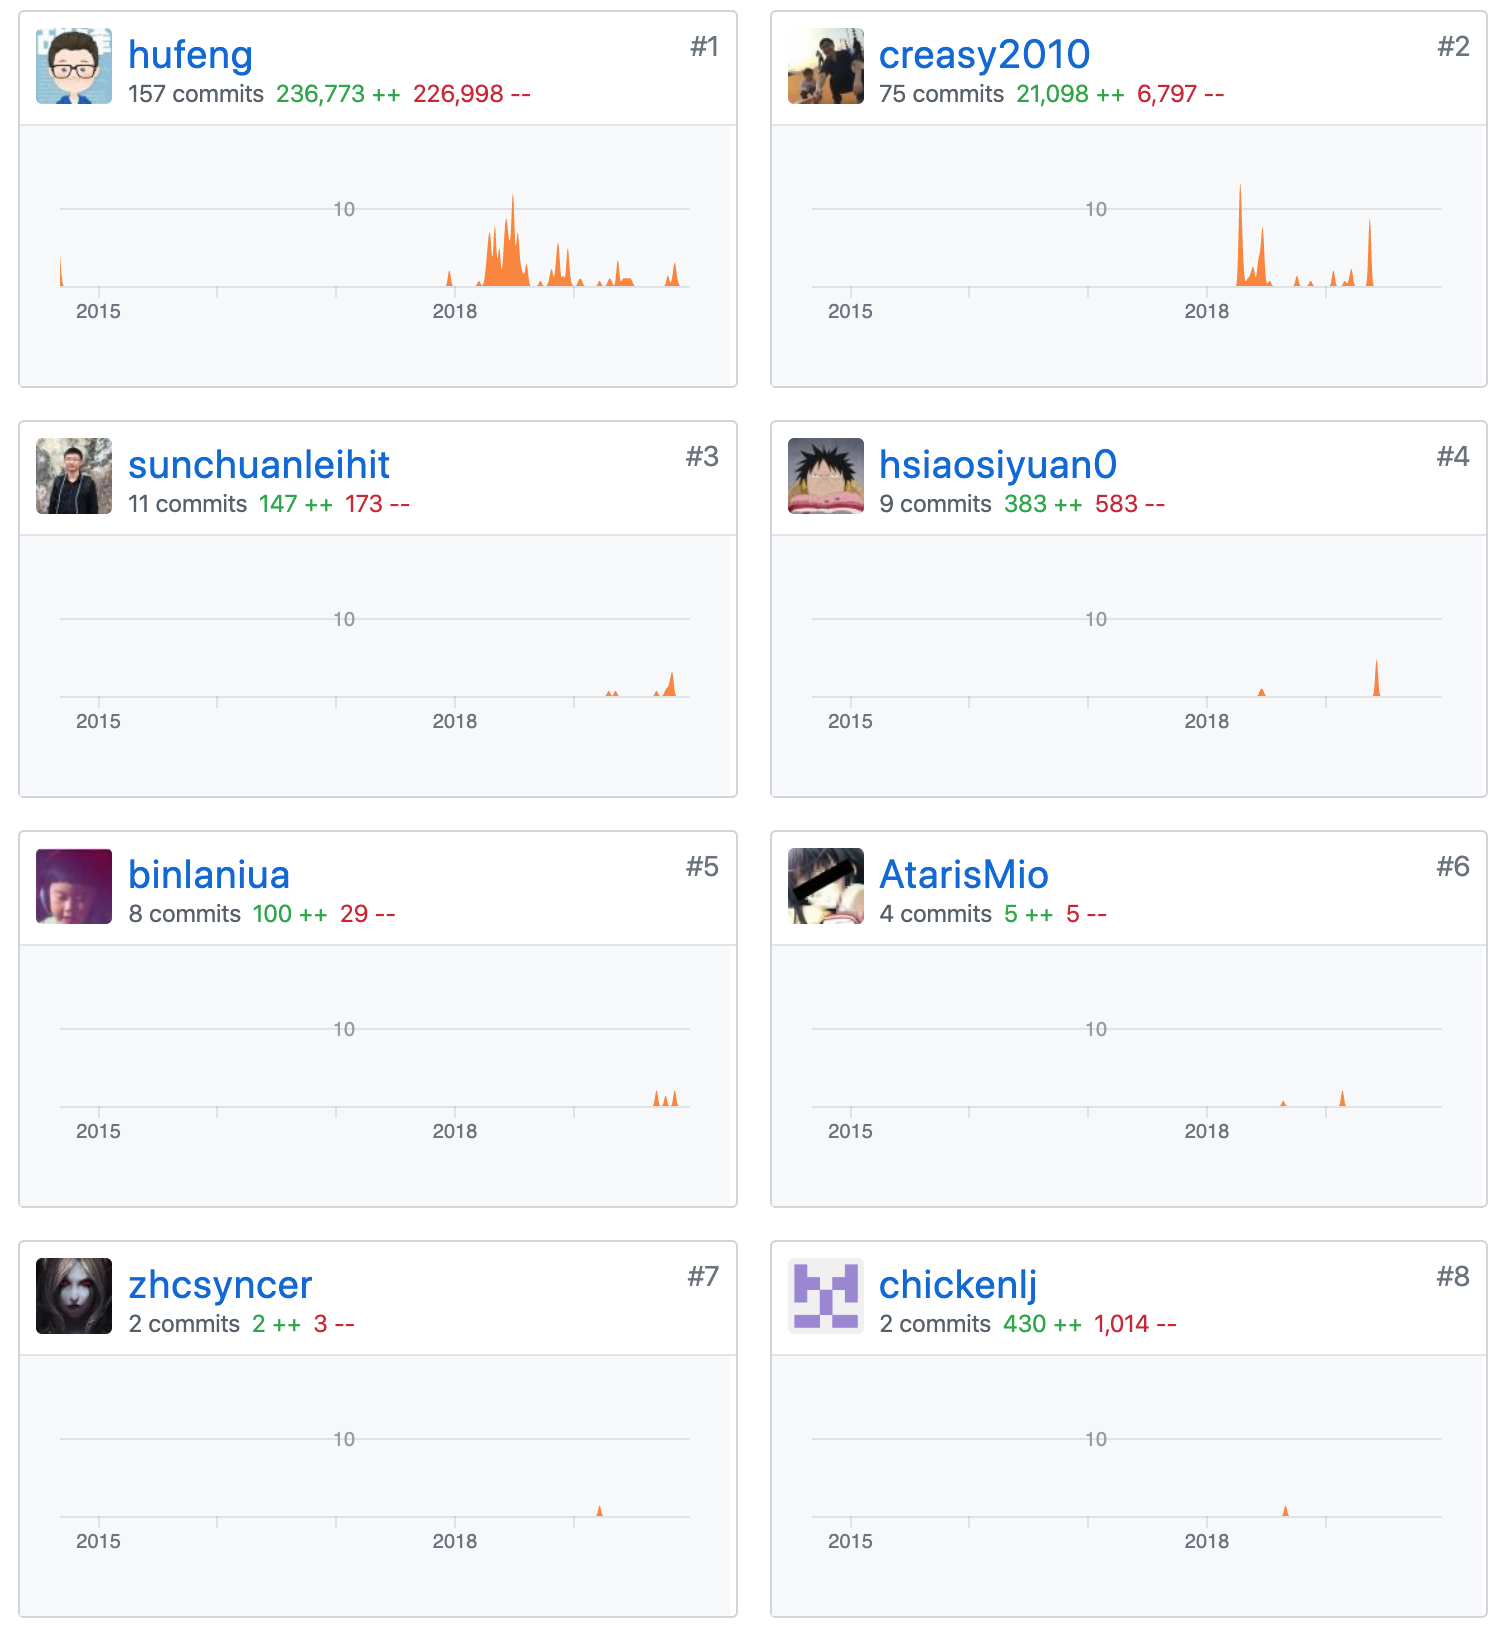 hufeng #1
157 commits 236,773 ++ 226,998 --
10
2015 2018
creasy2010 #2
75 commits 21,098 ++ 6,797 --
10
2015 2018
sunchuanleihit #3
11 commits 147 ++ 173 --
10
2015 2018
hsiaosiyuan0 #4
9 commits 383 ++ 583 --
10
2015 2018
binlaniua #5
8 commits 100 ++ 29 --
10
2015 2018
AtarisMio #6
4 commits 5 ++ 5 --
10
2015 2018
zhcsyncer #7
2 commits 2 ++ 3 --
10
2015 2018
chickenlj #8
2 commits 430 ++ 1,014 --
10
2015 2018